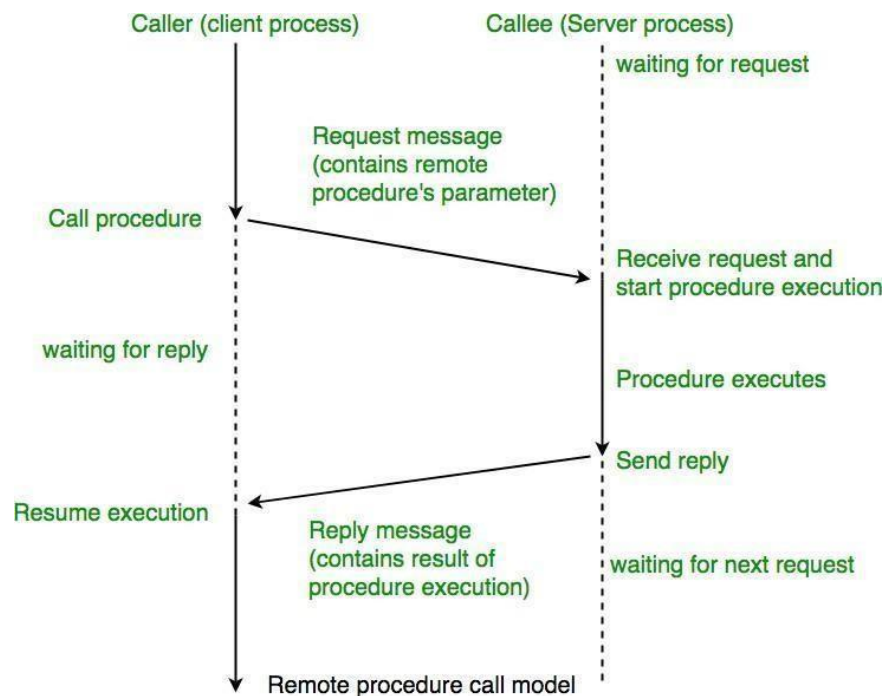 Caller (client process)
Callee (Server process)
waiting for request
Request message
(contains remote
procedure's parameter)
Call procedure
Receive request and
start procedure execution
waiting for reply
Procedure executes
Send reply
Resume execution
Reply message
(contains result of
procedure execution)
waiting for next request
Remote procedure call model